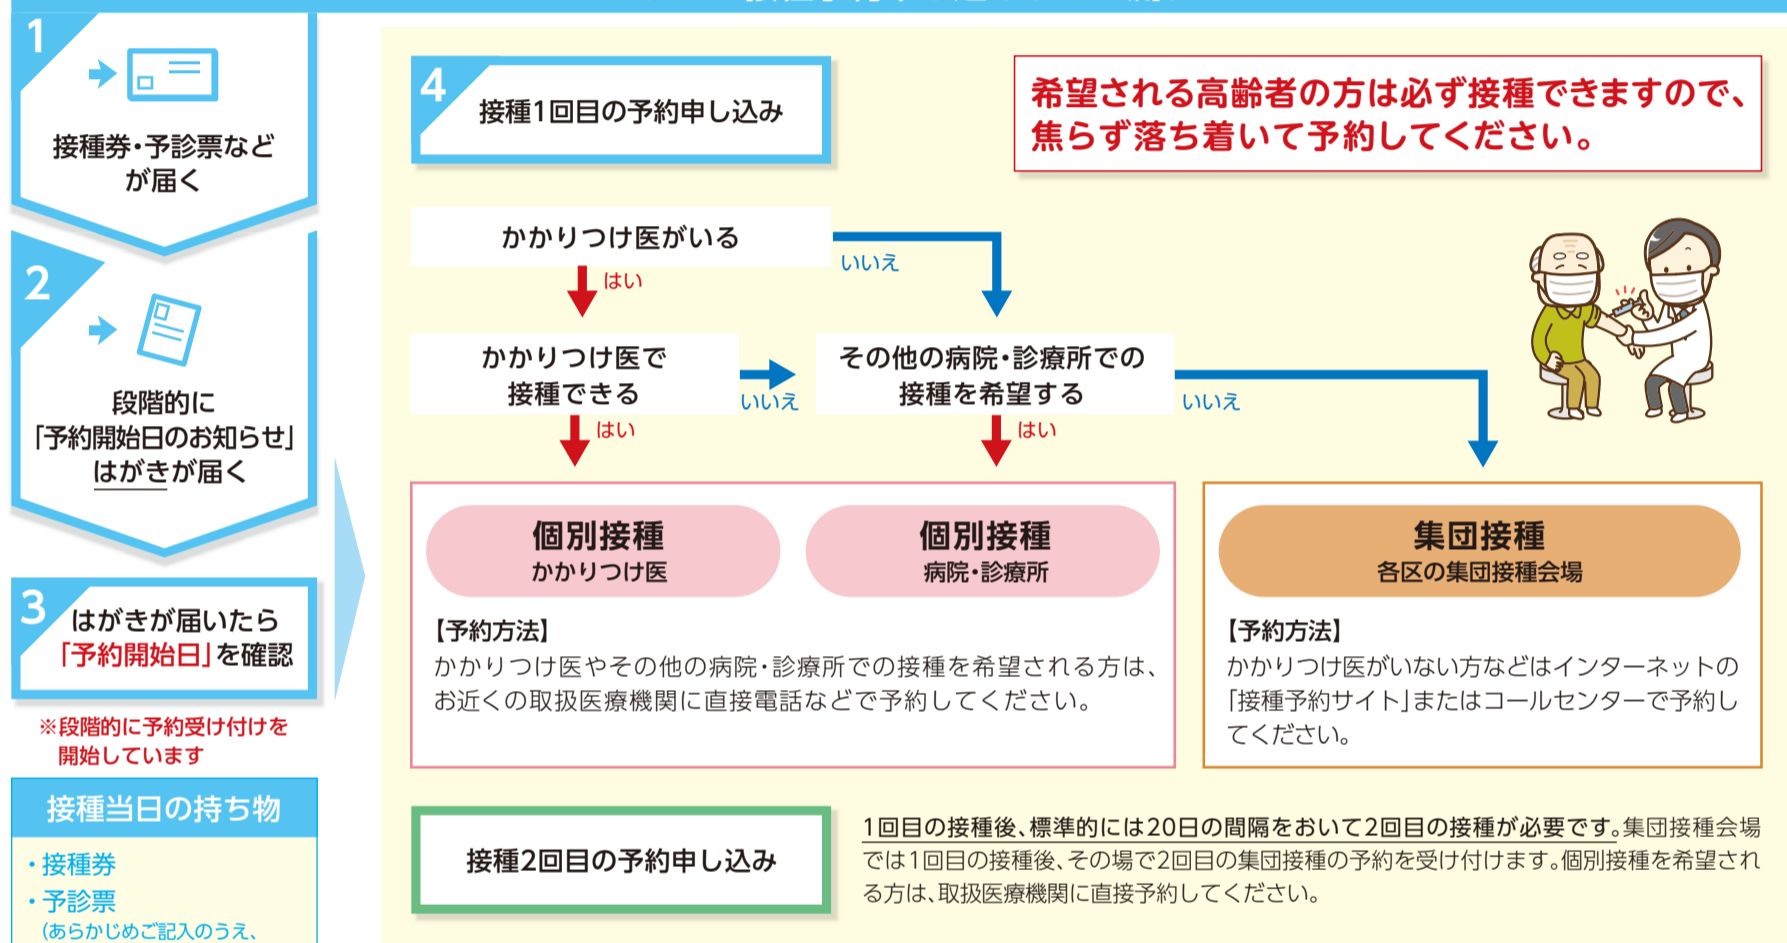 1
接種券・予診票など
が届く
2
段階的に
「予約開始日のお知らせ」
はがきが届く
3
はがきが届いたら
「予約開始日」を確認
※段階的に予約受け付けを
開始しています
接種当日の持ち物
・接種券
・予診票
(あらかじめご記入のうえ、
4
接種1回目の予約申し込み
希望される高齢者の方は必ず接種できますので、
焦らず落ち着いて予約してください。
かかりつけ医がいる
いいえ
はい
かかりつけ医で
接種できる
いいえ
はい
その他の病院・診療所での
接種を希望する
いいえ
はい
個別接種
かかりつけ医
個別接種
病院・診療所
【予約方法】
かかりつけ医やその他の病院・診療所での接種を希望される方は、
お近くの取扱医療機関に直接電話などで予約してください。
集団接種
各区の集団接種会場
【予約方法】
かかりつけ医がいない方などはインターネットの
「接種予約サイト」またはコールセンターで予約し
てください。
接種2回目の予約申し込み
1回目の接種後、標準的には20日の間隔をおいて2回目の接種が必要です。集団接種会場
では1回目の接種後、その場で2回目の集団接種の予約を受け付けます。個別接種を希望され
る方は、取扱医療機関に直接予約してください。